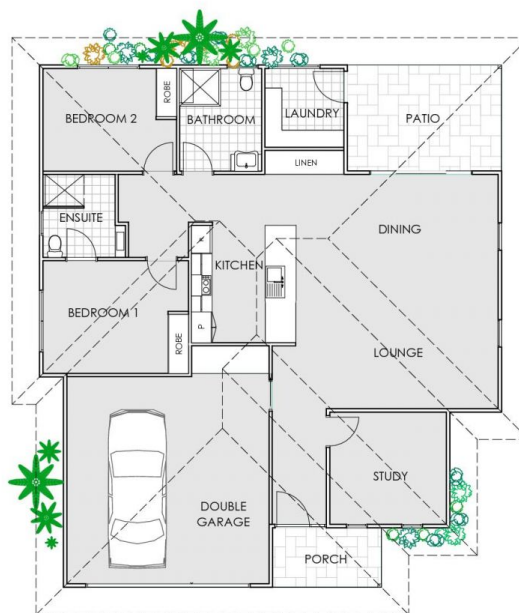 BEDROOM 2
ROBE
BATHROOM
LAUNDRY
PATIO
LINEN
ENSUITE
DINING
R
KITCHEN
BEDROOM 1
P
ROBE
LOUNGE
STUDY
DOUBLE
GARAGE
PORCH